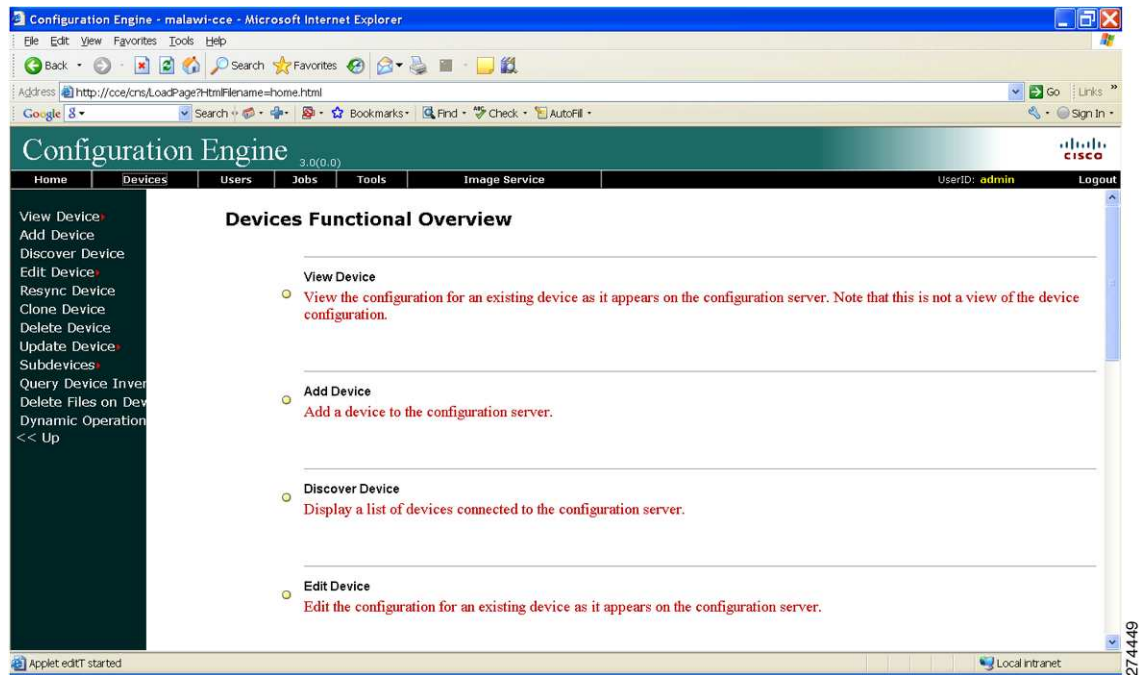 Configuration Engine - malawi-cce - Microsoft Internet Explorer
File Edit View Favorites Tools Help
Back Search Favorites
Address http://cce/cns/LoadPage?HtmlFilename=home.html Go Links »
Google Search Bookmarks Find Check AutoFill Sign In
Configuration Engine 3.0(0.0)
CISCO
Home Devices Users Jobs Tools Image Service UserID: admin Logout
View Device
Add Device
Discover Device
Edit Device
Resync Device
Clone Device
Delete Device
Update Device
Subdevices
Query Device Inver
Delete Files on Dev
Dynamic Operation
<< Up
Devices Functional Overview
View Device
View the configuration for an existing device as it appears on the configuration server. Note that this is not a view of the device
configuration.
Add Device
Add a device to the configuration server.
Discover Device
Display a list of devices connected to the configuration server.
Edit Device
Edit the configuration for an existing device as it appears on the configuration server.
Applet editT started
Local intranet
274449